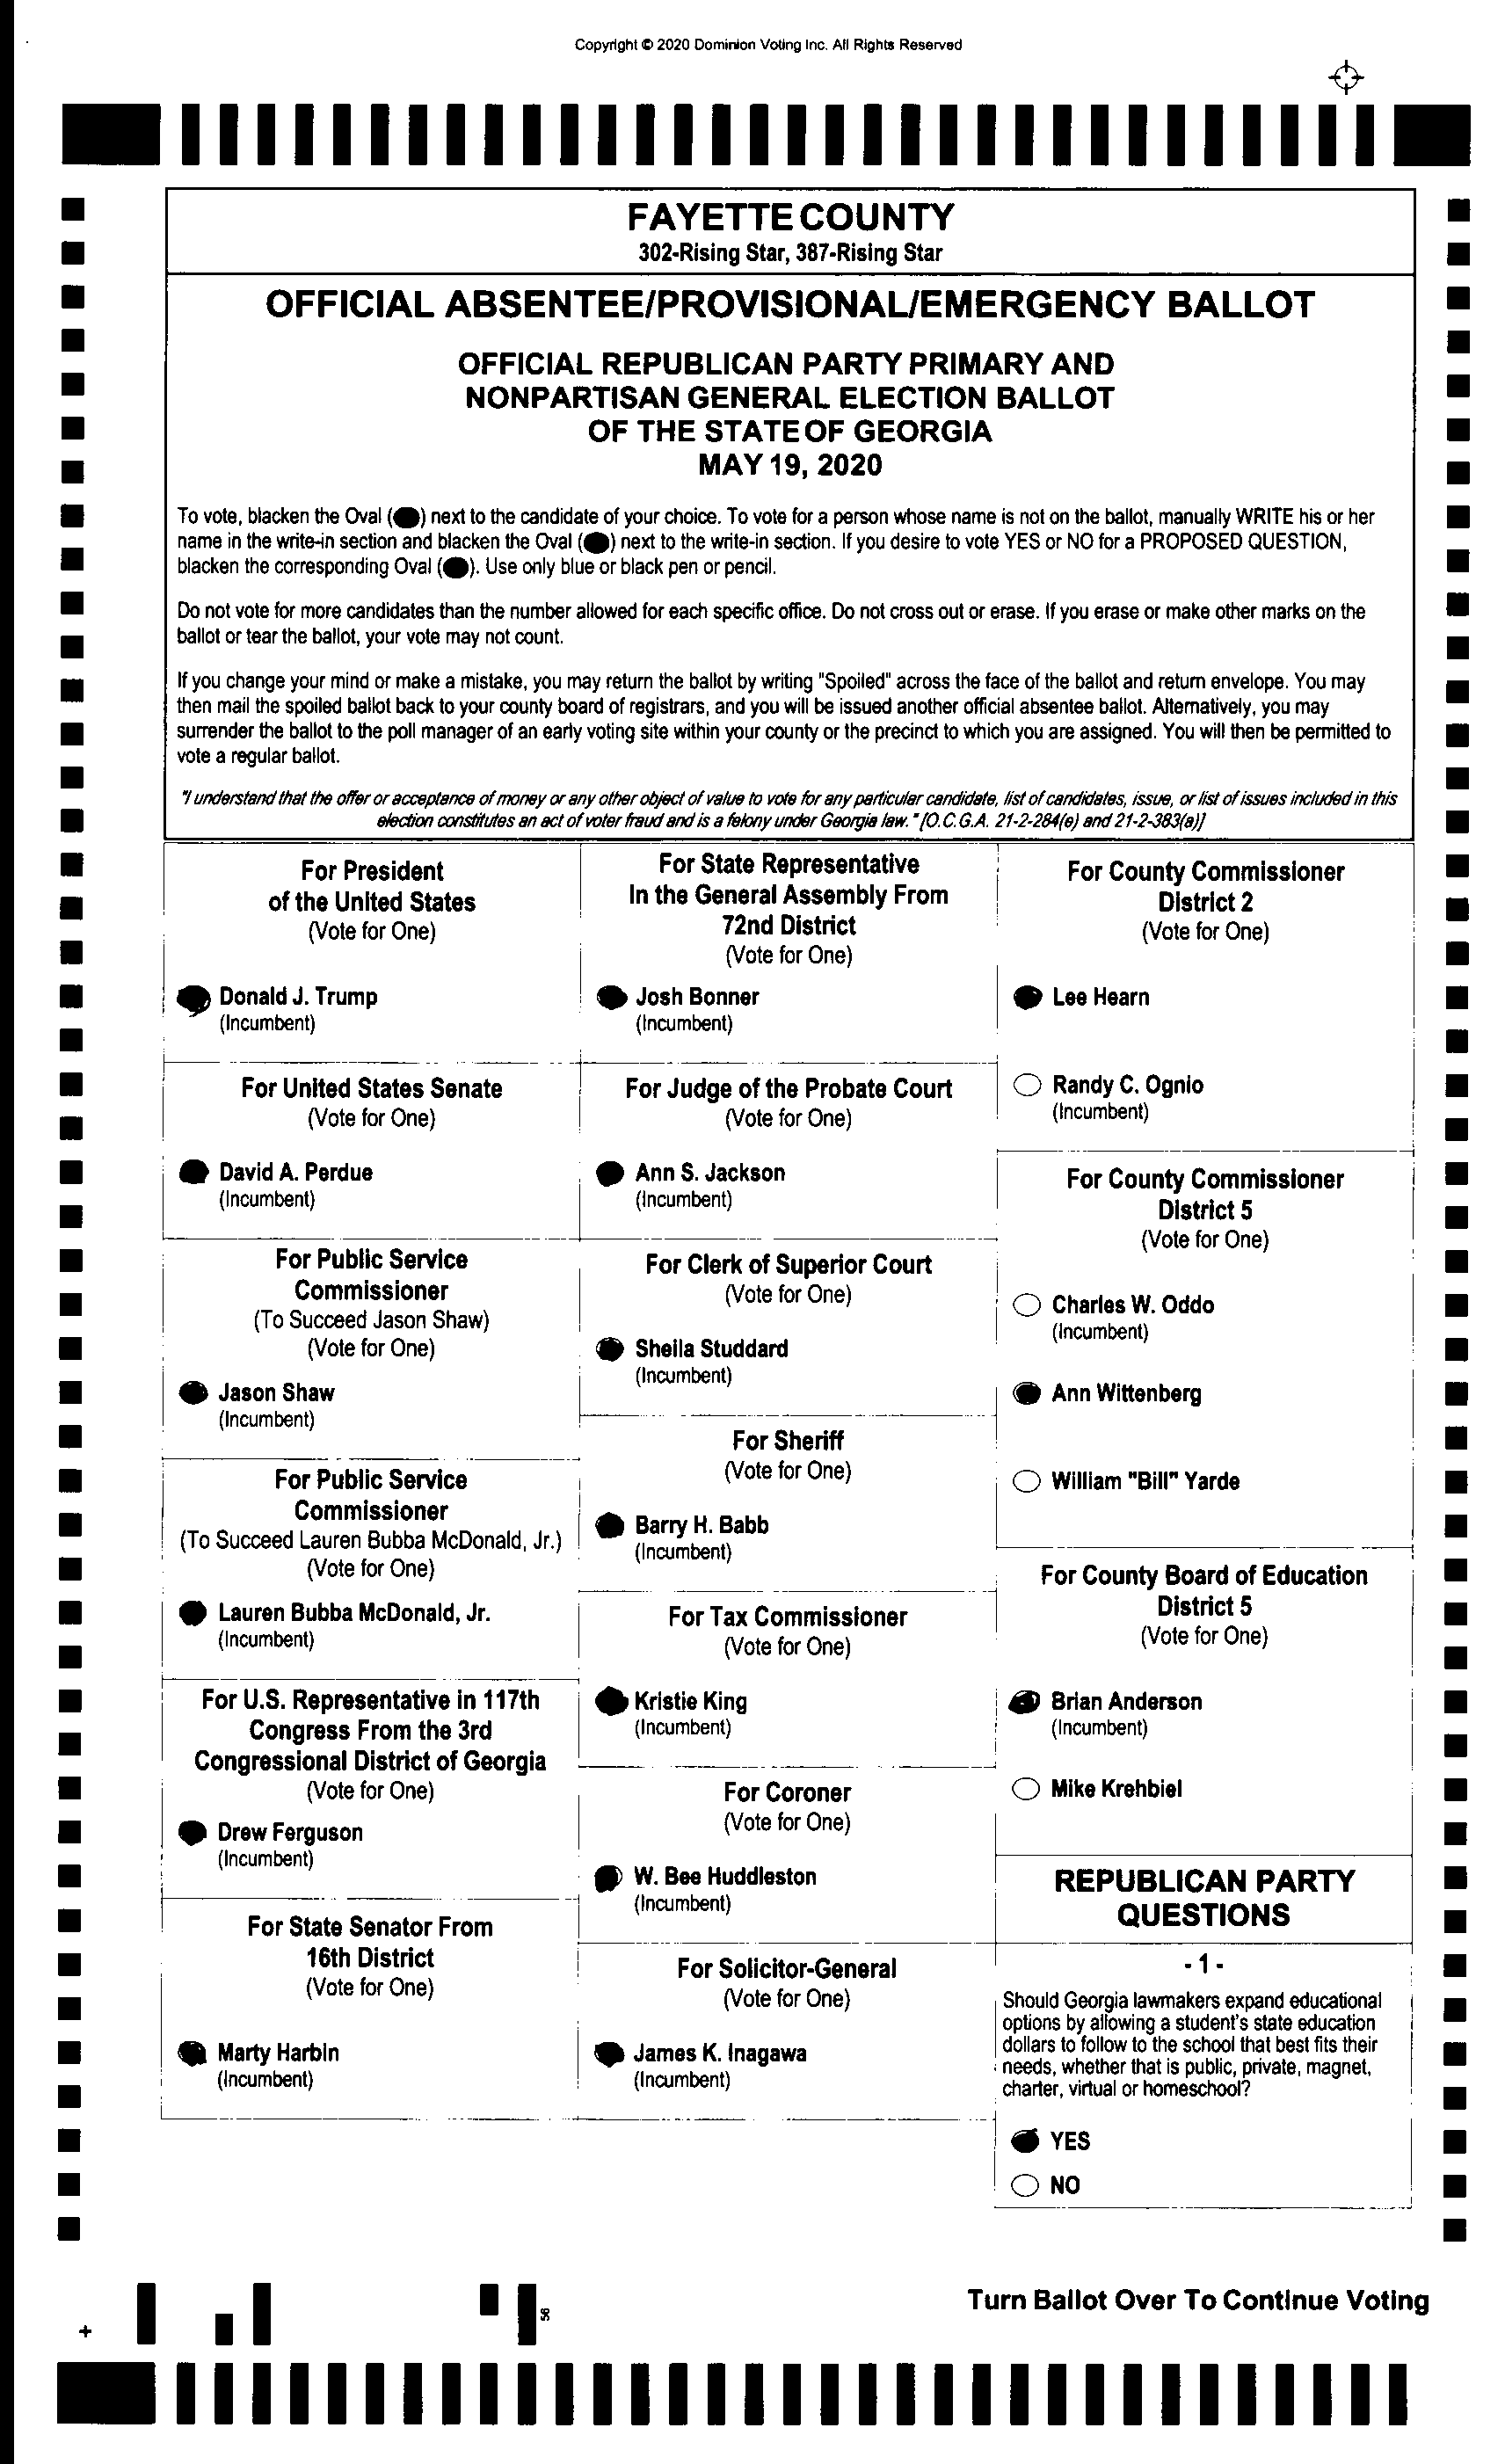 Copyright © 2020 Dominion Voting Inc. All Rights Reserved
FAYETTE COUNTY
302-Rising Star, 387-Rising Star
OFFICIAL ABSENTEE/PROVISIONAL/EMERGENCY BALLOT
OFFICIAL REPUBLICAN PARTY PRIMARY AND
NONPARTISAN GENERAL ELECTION BALLOT
OF THE STATE OF GEORGIA
MAY 19, 2020
To vote, blacken the Oval () next to the candidate of your choice. To vote for a person whose name is not on the ballot, manually WRITE his or her
name in the write-in section and blacken the Oval () next to the write-in section. If you desire to vote YES or NO for a PROPOSED QUESTION,
blacken the corresponding Oval (). Use only blue or black pen or pencil.
Do not vote for more candidates than the number allowed for each specific office. Do not cross out or erase. If you erase or make other marks on the
ballot or tear the ballot, your vote may not count.
If you change your mind or make a mistake, you may return the ballot by writing "Spoiled" across the face of the ballot and return envelope. You may
then mail the spoiled ballot back to your county board of registrars, and you will be issued another official absentee ballot. Alternatively, you may
surrender the ballot to the poll manager of an early voting site within your county or the precinct to which you are assigned. You will then be permitted to
vote a regular ballot.
"I understand that the offer or acceptance of money or any other object of value to vote for any particular candidate, list of candidates, issue, or list of issues included in this
election constitutes an act of voter fraud and is a felony under Georgia law." [O.C.G.A. 21-2-284(e) and 21-2-383(a)]
For President
of the United States
(Vote for One)
Donald J. Trump
(Incumbent)
For United States Senate
(Vote for One)
David A. Perdue
(Incumbent)
For Public Service
Commissioner
(To Succeed Jason Shaw)
(Vote for One)
Jason Shaw
(Incumbent)
For Public Service
Commissioner
(To Succeed Lauren Bubba McDonald, Jr.)
(Vote for One)
Lauren Bubba McDonald, Jr.
(Incumbent)
For U.S. Representative in 117th
Congress From the 3rd
Congressional District of Georgia
(Vote for One)
Drew Ferguson
(Incumbent)
For State Senator From
16th District
(Vote for One)
Marty Harbin
(Incumbent)
For State Representative
In the General Assembly From
72nd District
(Vote for One)
Josh Bonner
(Incumbent)
For Judge of the Probate Court
(Vote for One)
Ann S. Jackson
(Incumbent)
For Clerk of Superior Court
(Vote for One)
Sheila Studdard
(Incumbent)
For Sheriff
(Vote for One)
Barry H. Babb
(Incumbent)
For Tax Commissioner
(Vote for One)
Kristie King
(Incumbent)
For Coroner
(Vote for One)
W. Bee Huddleston
(Incumbent)
For Solicitor-General
(Vote for One)
James K. Inagawa
(Incumbent)
For County Commissioner
District 2
(Vote for One)
Lee Hearn
Randy C. Ognio
(Incumbent)
For County Commissioner
District 5
(Vote for One)
Charles W. Oddo
(Incumbent)
Ann Wittenberg
William "Bill" Yarde
For County Board of Education
District 5
(Vote for One)
Brian Anderson
(Incumbent)
Mike Krehbiel
REPUBLICAN PARTY
QUESTIONS
- 1 -
Should Georgia lawmakers expand educational
options by allowing a student's state education
dollars to follow to the school that best fits their
needs, whether that is public, private, magnet,
charter, virtual or homeschool?
YES
NO
56
Turn Ballot Over To Continue Voting